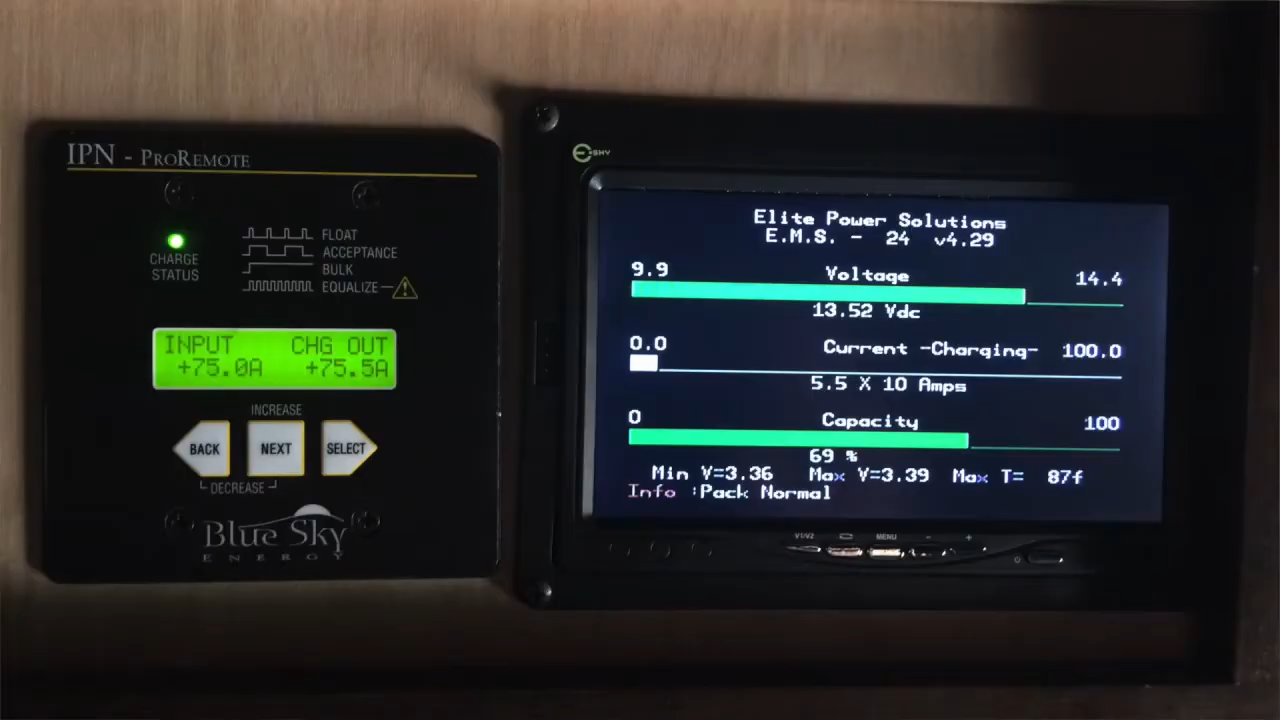 IPN - PROREMOTE
CHARGE
STATUS
FLOAT
ACCEPTANCE
BULK
EQUALIZE
INPUT CHG OUT
+75.0A +75.5A
INCREASE
BACK NEXT SELECT
DECREASE
BLUE SKY
ENERGY
E-SKY
Elite Power Solutions
E.M.S. - 24 v4.29
9.9 Voltage 14.4
13.52 Vdc
0.0 Current -Charging- 100.0
5.5 X 10 Amps
0 Capacity 100
69 %
Min V=3.36 Max V=3.39 Max T= 87f
Info :Pack Normal
V1/V2 MENU - +